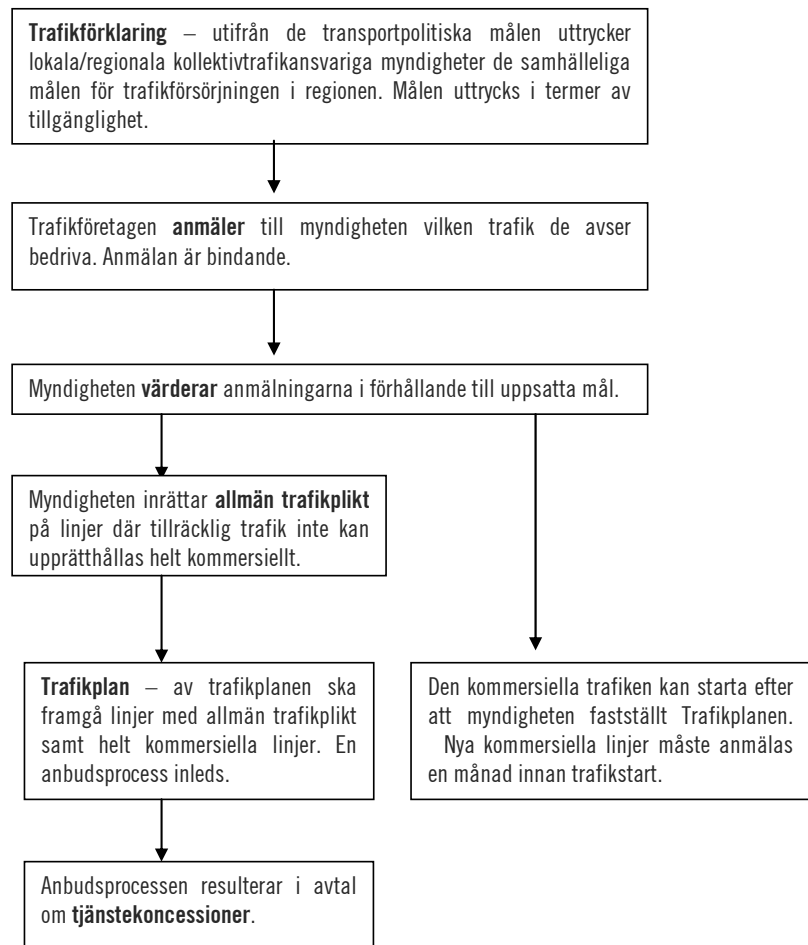 Trafikförklaring – utifrån de transportpolitiska målen uttrycker
lokala/regionala kollektivtrafikansvariga myndigheter de samhälleliga
målen för trafikförsörjningen i regionen. Målen uttrycks i termer av
tillgänglighet.
Trafikföretagen anmäler till myndigheten vilken trafik de avser
bedriva. Anmälan är bindande.
Myndigheten värderar anmälningarna i förhållande till uppsatta mål.
Myndigheten inrättar allmän trafikplikt
på linjer där tillräcklig trafik inte kan
upprätthållas helt kommersiellt.
Trafikplan – av trafikplanen ska
framgå linjer med allmän trafikplikt
samt helt kommersiella linjer. En
anbudsprocess inleds.
Den kommersiella trafiken kan starta efter
att myndigheten fastställt Trafikplanen.
Nya kommersiella linjer måste anmälas
en månad innan trafikstart.
Anbudsprocessen resulterar i avtal
om tjänstekoncessioner.